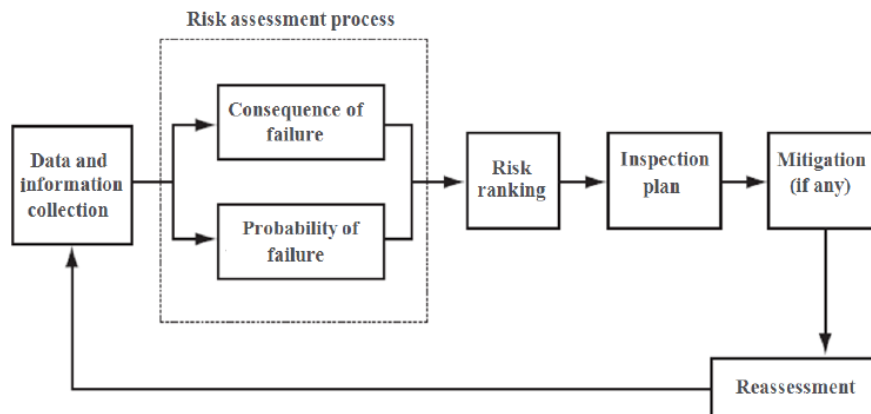 Risk assessment process
Consequence of
failure
Data and
information
collection
Probability of
failure
Risk
ranking
Inspection
plan
Mitigation
(if any)
Reassessment